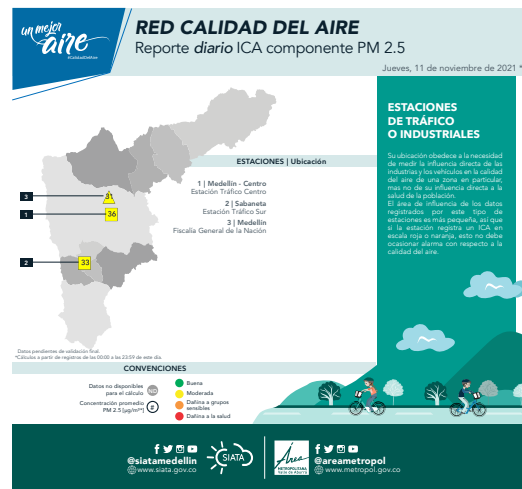 un mejor
aire
#CalidadDelAire
RED CALIDAD DEL AIRE
Reporte diario ICA componente PM 2.5
Jueves, 11 de noviembre de 2021 *
ESTACIONES | Ubicación
1 | Medellín - Centro
Estación Tráfico Centro
2 | Sabaneta
Estación Tráfico Sur
3 | Medellín
Fiscalía General de la Nación
3
31
1
36
2
33
ESTACIONES
DE TRÁFICO
O INDUSTRIALES
Su ubicación obedece a la necesidad
de medir la influencia directa de las
industrias y los vehículos en la calidad
del aire de una zona en particular,
mas no de su influencia directa a la
salud de la población.
El área de influencia de los datos
registrados por este tipo de
estaciones es más pequeña, así que
si la estación registra un ICA en
escala roja o naranja, esto no debe
ocasionar alarma con respecto a la
calidad del aire.
Datos pendientes de validación final.
*Cálculos a partir de registros de las 00:00 a las 23:59 de este día.
CONVENCIONES
Datos no disponibles
para el cálculo
ND
Concentración promedio
PM 2.5 [µg/m³*]
#
Buena
Moderada
Dañina a grupos
sensibles
Dañina a la salud
@siatamedellin
www.siata.gov.co
SIATA
Área
METROPOLITANA
Valle de Aburrá
@areametropol
www.metropol.gov.co